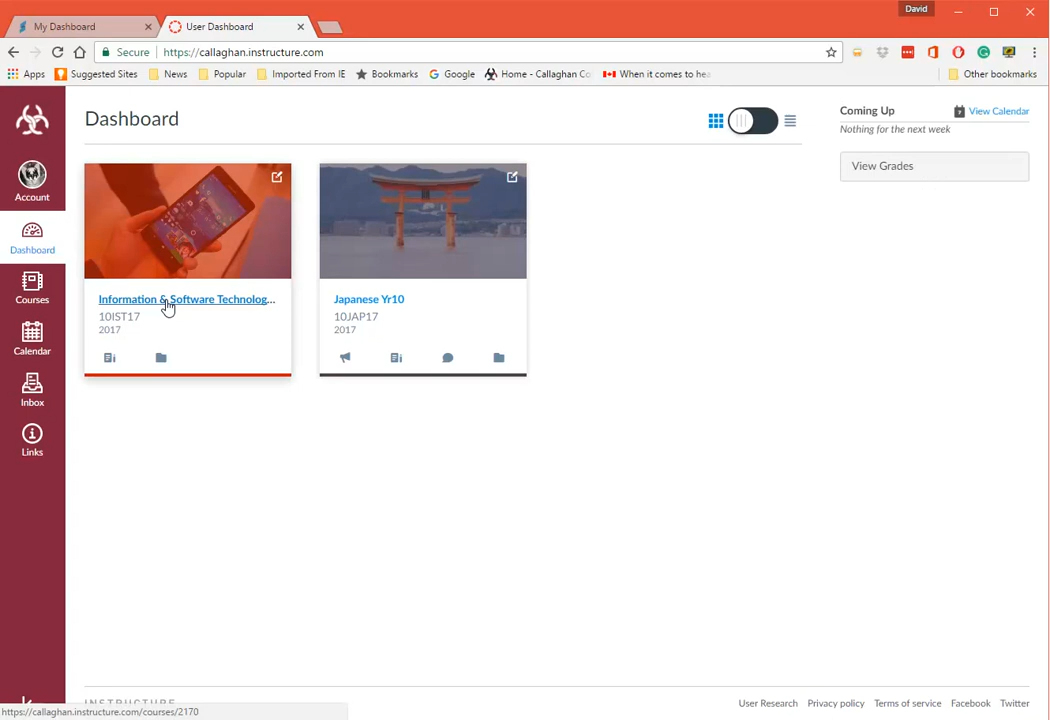 David
My Dashboard
User Dashboard
Secure
https://callaghan.instructure.com
Apps
Suggested Sites
News
Popular
Imported From IE
Bookmarks
Google
Home - Callaghan Co
When it comes to hea
Other bookmarks
Dashboard
Coming Up
View Calendar
Nothing for the next week
View Grades
Account
Dashboard
Courses
Calendar
Inbox
Links
Information & Software Technolog...
10IST17
2017
Japanese Yr10
10JAP17
2017
INSTRUCTURE
User Research
Privacy policy
Terms of service
Facebook
Twitter
https://callaghan.instructure.com/courses/2170